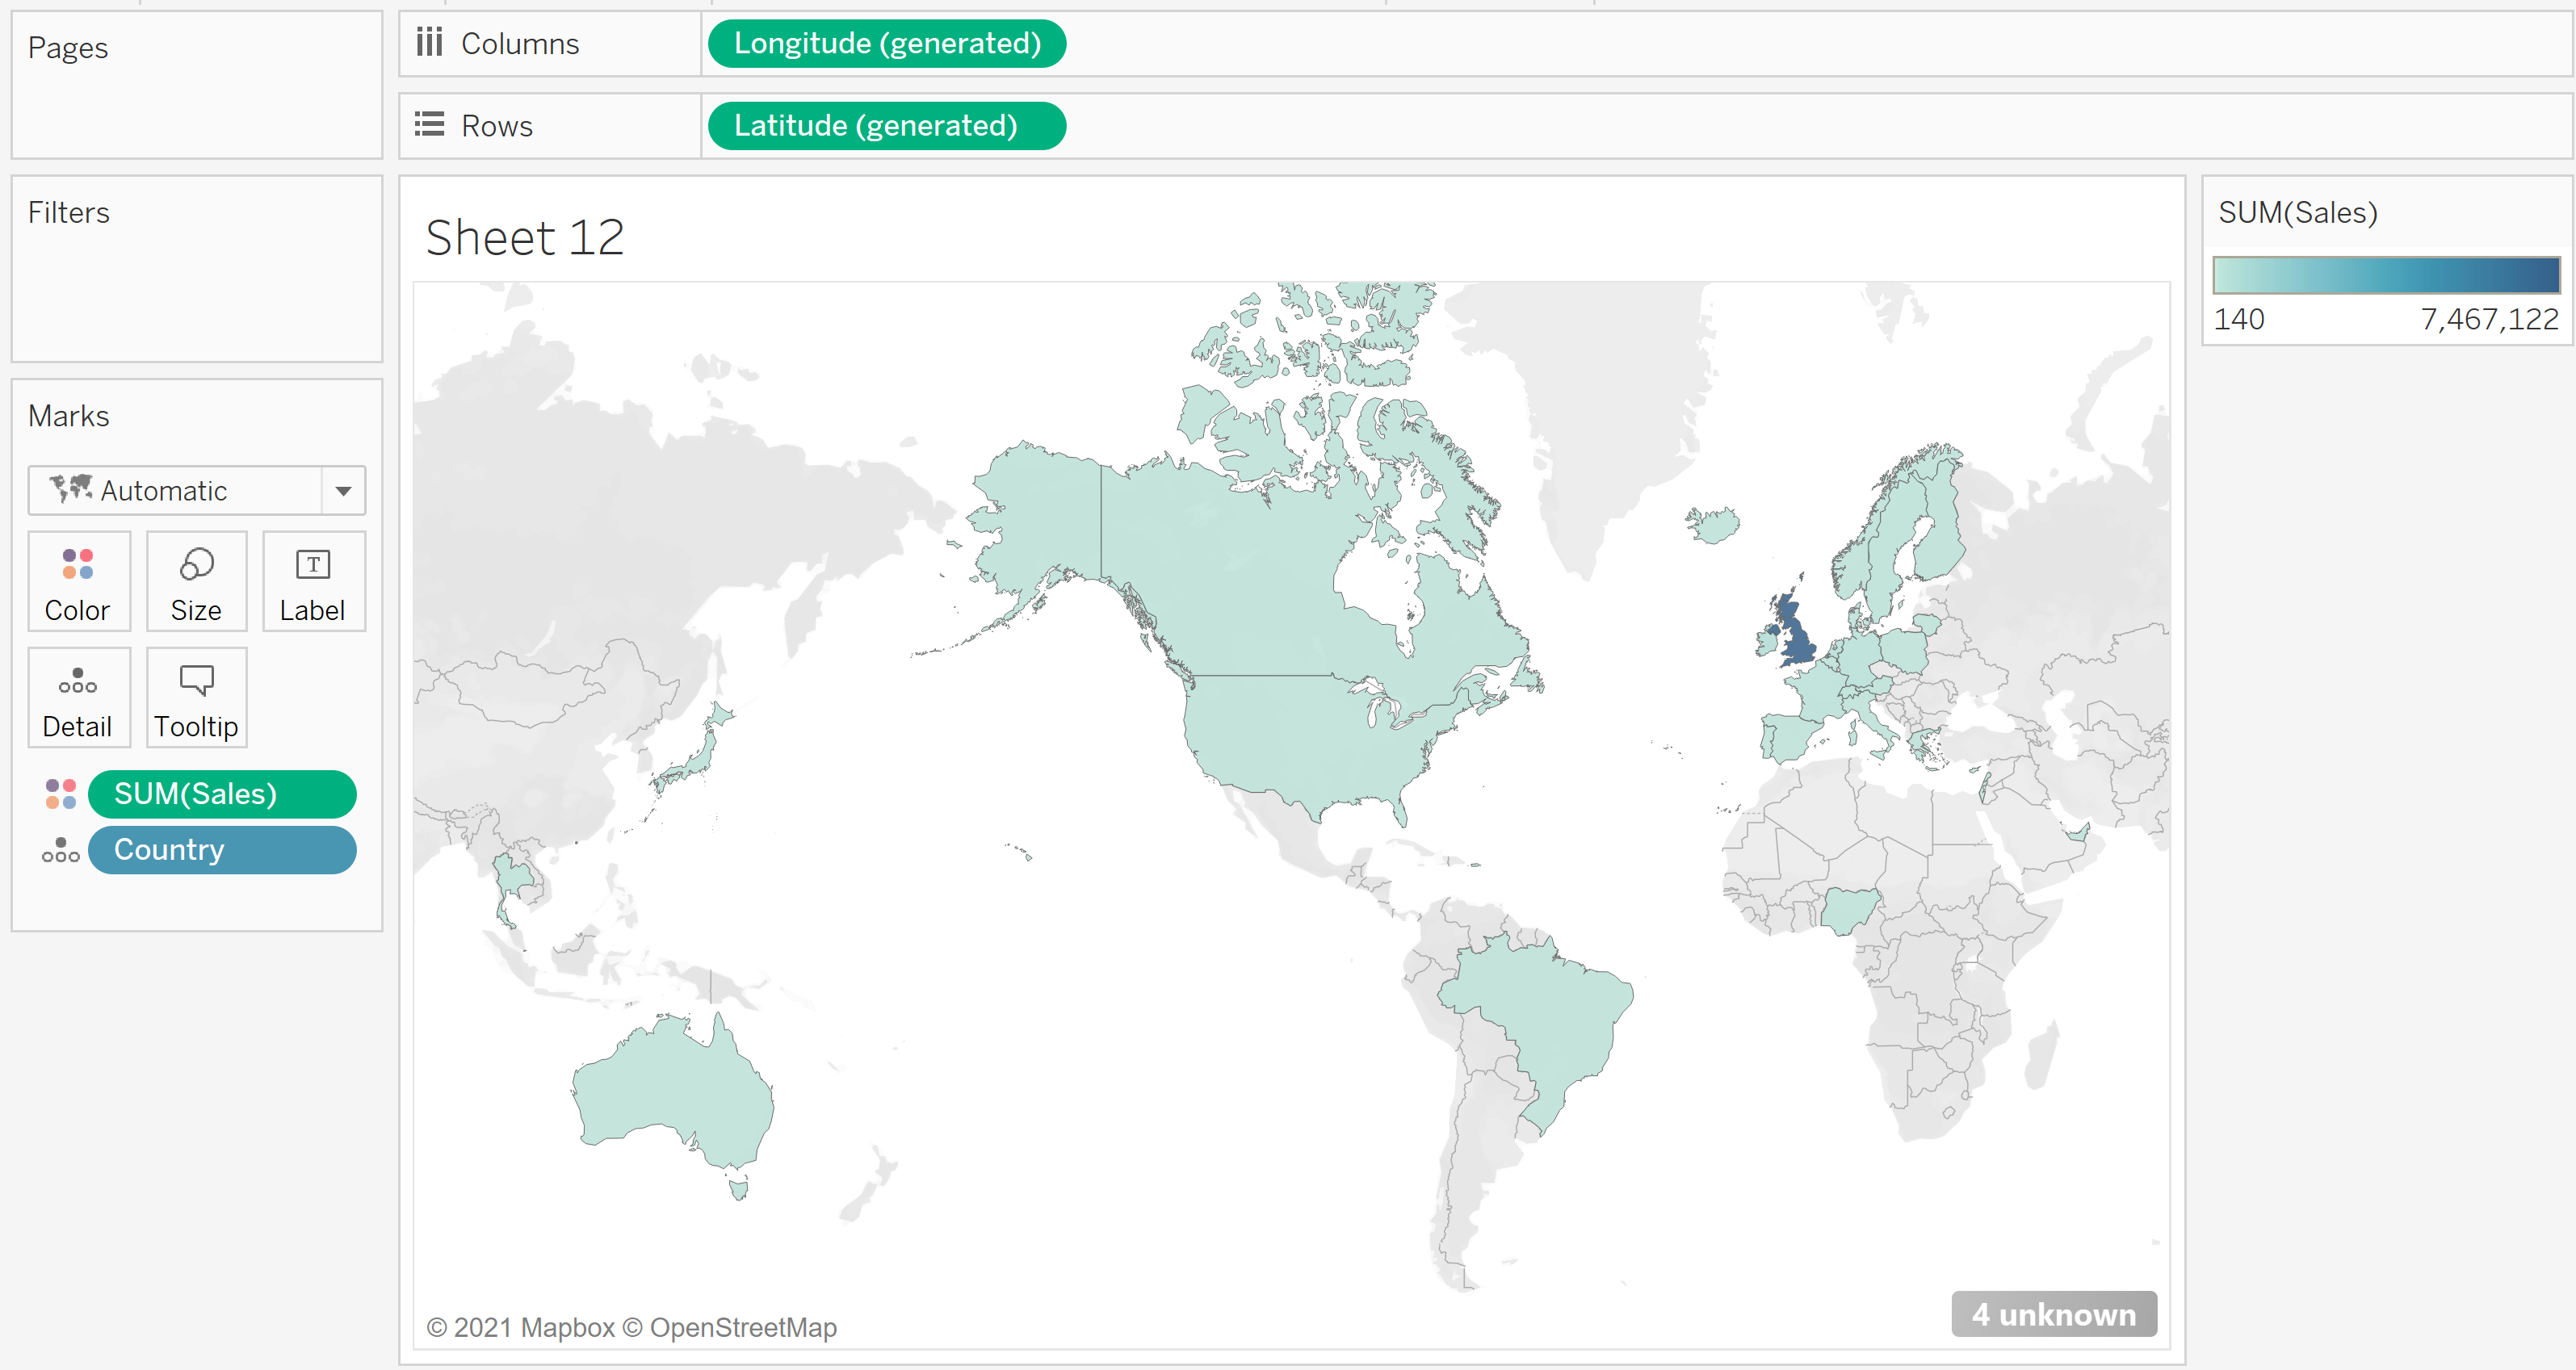 Pages
Columns
Longitude (generated)
Rows
Latitude (generated)
Filters
Marks
Automatic
Color
Size
T
Label
Detail
Tooltip
SUM(Sales)
Country
Sheet 12
© 2021 Mapbox © OpenStreetMap
4 unknown
SUM(Sales)
140
7,467,122